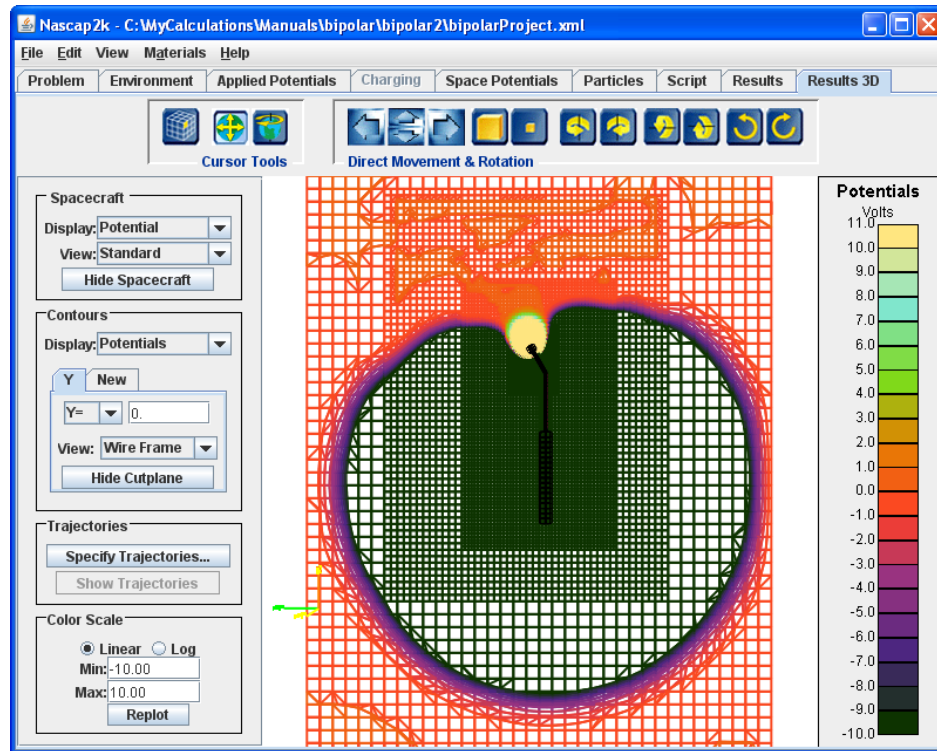 Nascap2k - C:\MyCalculations\Manuals\bipolar\bipolar2\bipolarProject.xml
File Edit View Materials Help
Problem Environment Applied Potentials Charging Space Potentials Particles Script Results Results 3D
Cursor Tools
Direct Movement & Rotation
Spacecraft
Display: Potential
View: Standard
Hide Spacecraft
Contours
Display: Potentials
Y New
Y= 0.
View: Wire Frame
Hide Cutplane
Trajectories
Specify Trajectories...
Show Trajectories
Color Scale
Linear Log
Min: -10.00
Max: 10.00
Replot
Potentials
Volts
11.0
10.0
9.0
8.0
7.0
6.0
5.0
4.0
3.0
2.0
1.0
0.0
-1.0
-2.0
-3.0
-4.0
-5.0
-6.0
-7.0
-8.0
-9.0
-10.0